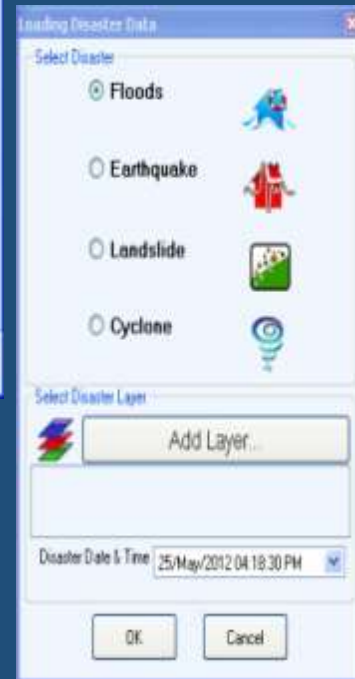 Loading Disaster Data
Select Disaster
Floods
Earthquake
Landslide
Cyclone
Select Disaster Layer
Add Layer...
Disaster Date & Time 25/May/2012 04:18:30 PM
OK Cancel